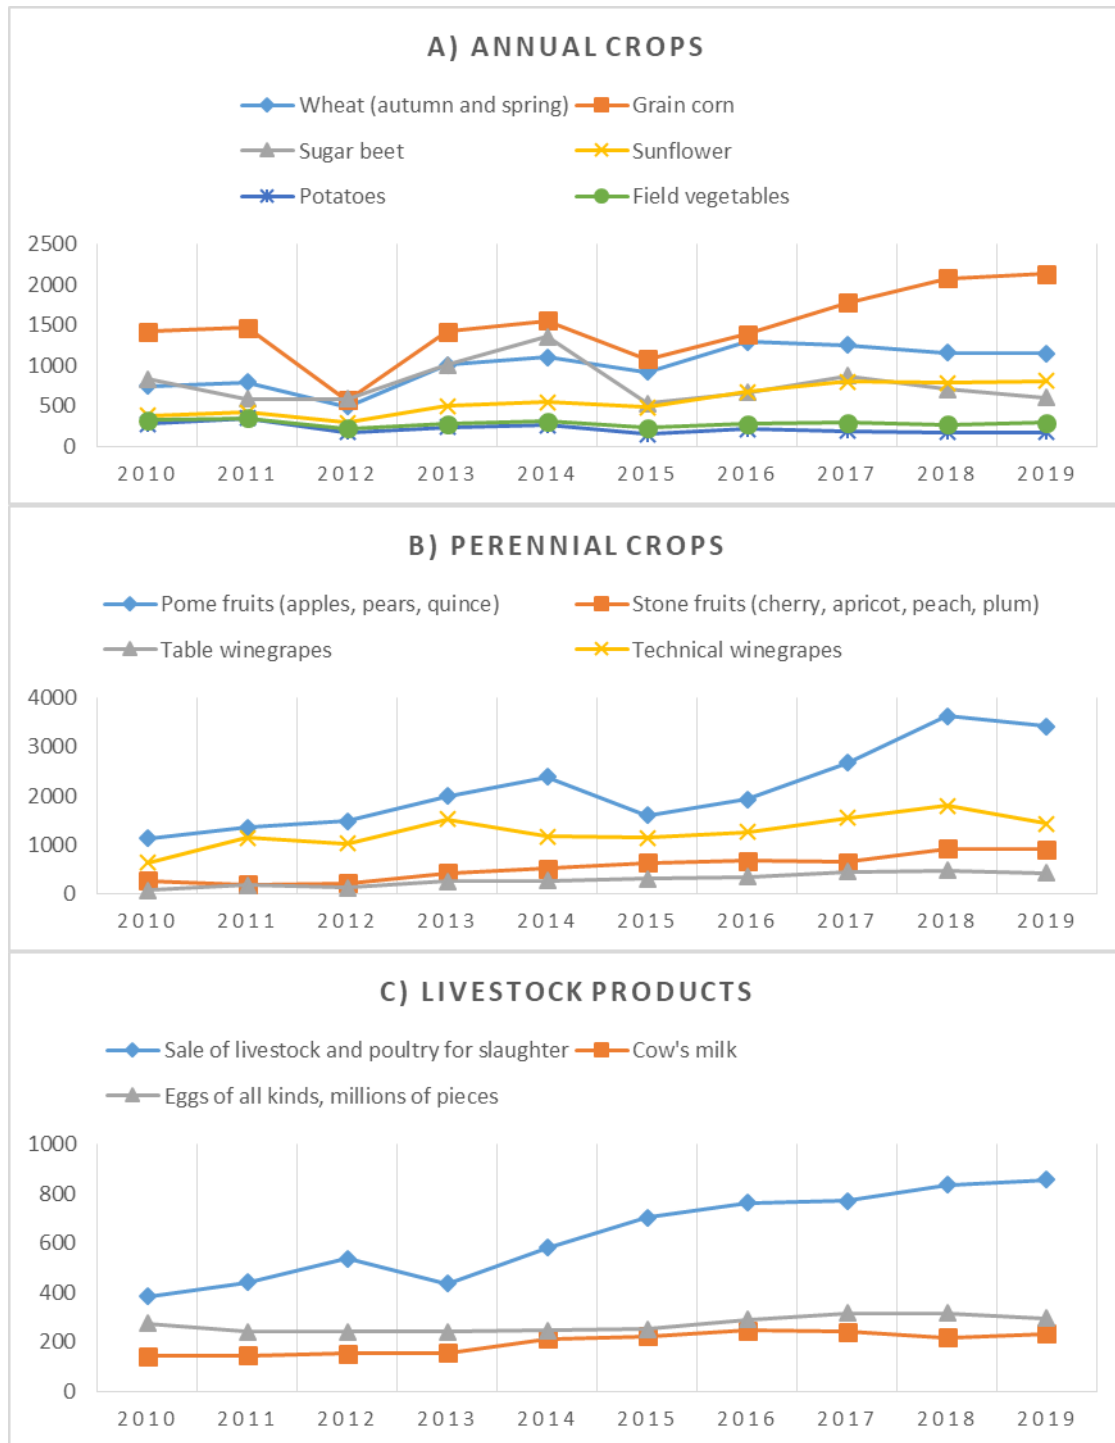 A) ANNUAL CROPS
Wheat (autumn and spring) Grain corn
Sugar beet Sunflower
Potatoes Field vegetables
2500
2000
1500
1000
500
0
2010 2011 2012 2013 2014 2015 2016 2017 2018 2019
B) PERENNIAL CROPS
Pome fruits (apples, pears, quince) Stone fruits (cherry, apricot, peach, plum)
Table winegrapes Technical winegrapes
4000
3000
2000
1000
0
2010 2011 2012 2013 2014 2015 2016 2017 2018 2019
C) LIVESTOCK PRODUCTS
Sale of livestock and poultry for slaughter Cow's milk
Eggs of all kinds, millions of pieces
1000
800
600
400
200
0
2010 2011 2012 2013 2014 2015 2016 2017 2018 2019